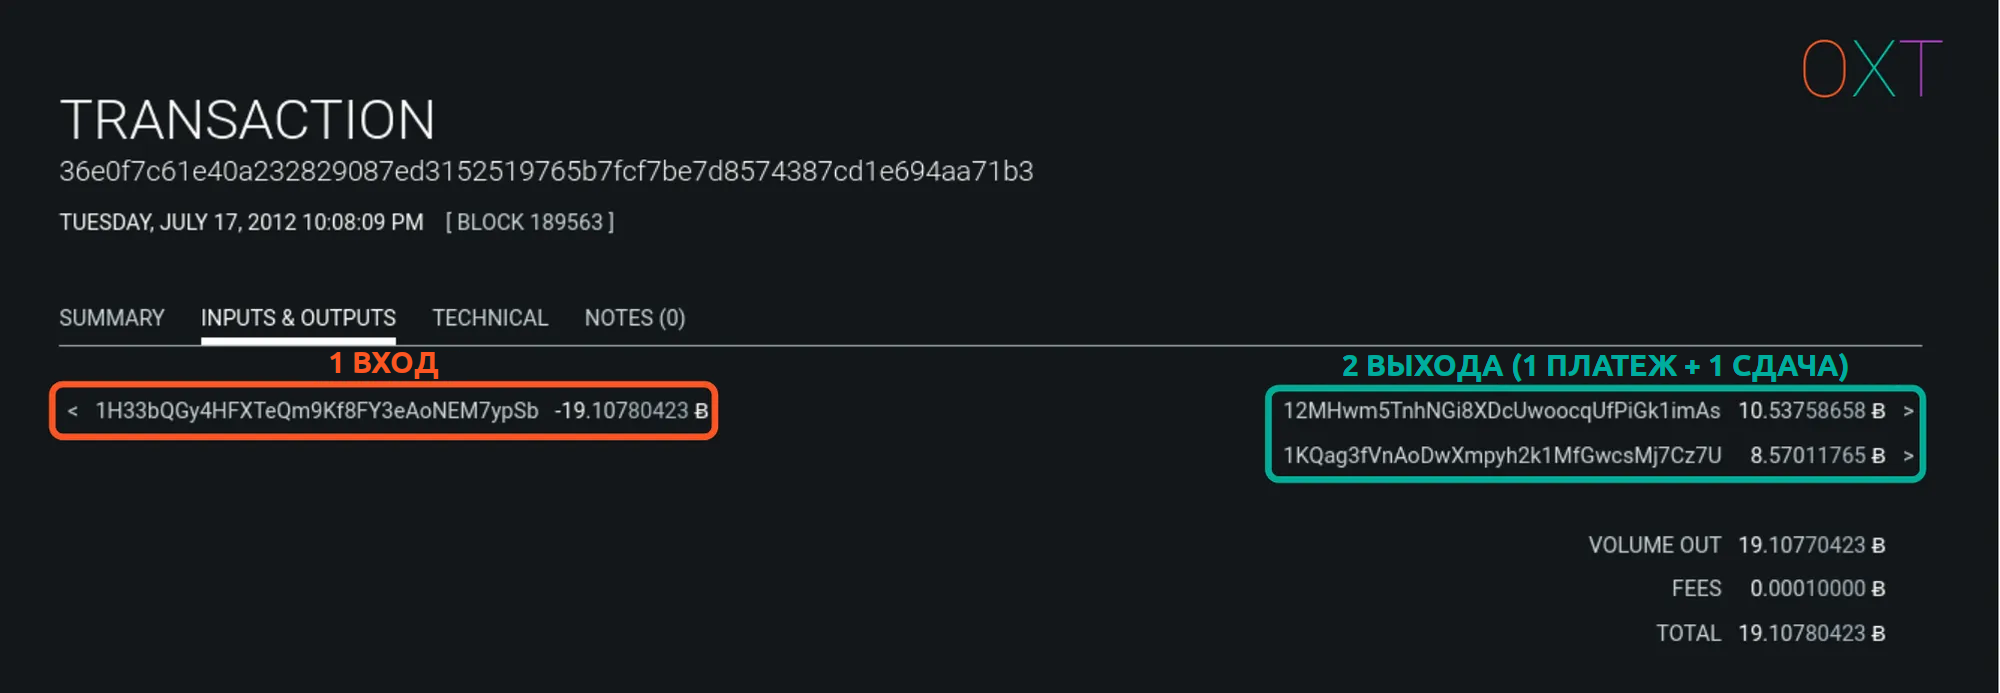 OXT
TRANSACTION
36e0f7c61e40a232829087ed3152519765b7fcf7be7d8574387cd1e694aa71b3
TUESDAY, JULY 17, 2012 10:08:09 PM [ BLOCK 189563 ]
SUMMARY INPUTS & OUTPUTS TECHNICAL NOTES (0)
1 ВХОД
< 1H33bQGy4HFXTeQm9Kf8FY3eAoNEM7ypSb -19.10780423 Ƀ
2 ВЫХОДА (1 ПЛАТЕЖ + 1 СДАЧА)
12MHwm5TnhNGi8XDcUwoocqUfPiGk1imAs 10.53758658 Ƀ >
1KQag3fVnAoDwXmpyh2k1MfGwcsMj7Cz7U 8.57011765 Ƀ >
VOLUME OUT 19.10770423 Ƀ
FEES 0.00010000 Ƀ
TOTAL 19.10780423 Ƀ